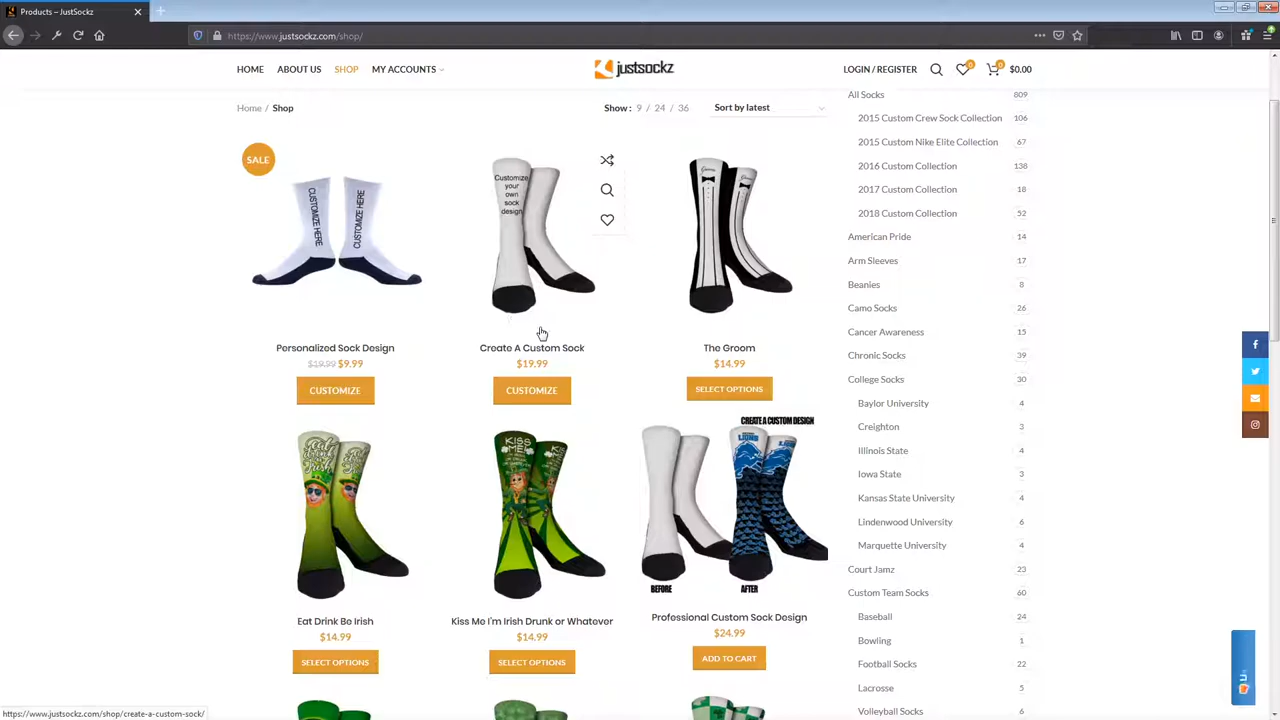 Products – JustSockz
https://www.justsockz.com/shop/
HOME ABOUT US SHOP MY ACCOUNTS justsockz LOGIN / REGISTER 0 0 $0.00
Home / Shop Show : 9 / 24 / 36 Sort by latest
SALE
CUSTOMIZE HERE CUSTOMIZE HERE
Customize
your
own
sock
design
Groom
Personalized Sock Design
$19.99 $9.99
CUSTOMIZE
Create A Custom Sock
$19.99
CUSTOMIZE
The Groom
$14.99
SELECT OPTIONS
Eat Drink Be Irish
$14.99
SELECT OPTIONS
KISS
ME
Kiss Me I'm Irish Drunk or Whatever
$14.99
SELECT OPTIONS
CREATE A CUSTOM DESIGN
LIONS
BEFORE AFTER
Professional Custom Sock Design
$24.99
ADD TO CART
All Socks 809
2015 Custom Crew Sock Collection 106
2015 Custom Nike Elite Collection 67
2016 Custom Collection 138
2017 Custom Collection 18
2018 Custom Collection 52
American Pride 14
Arm Sleeves 17
Beanies 8
Camo Socks 26
Cancer Awareness 15
Chronic Socks 39
College Socks 30
Baylor University 4
Creighton 3
Illinois State 4
Iowa State 3
Kansas State University 4
Lindenwood University 6
Marquette University 4
Court Jamz 23
Custom Team Socks 60
Baseball 24
Bowling 1
Football Socks 22
Lacrosse 5
Volleyball Socks 6
https://www.justsockz.com/shop/create-a-custom-sock/